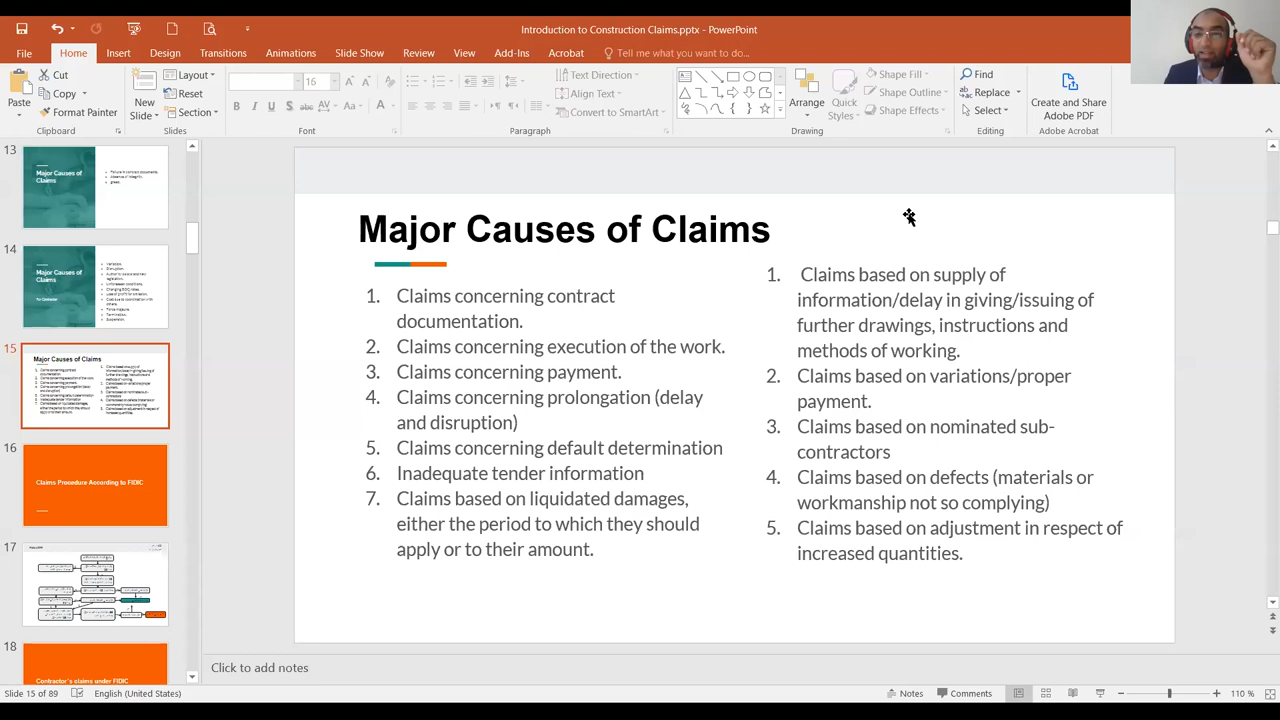 Introduction to Construction Claims.pptx - PowerPoint
File
Home
Insert
Design
Transitions
Animations
Slide Show
Review
View
Add-Ins
Acrobat
Tell me what you want to do...
Paste
Cut
Copy
Format Painter
Clipboard
New
Slide
Layout
Reset
Section
Slides
16
Font
Text Direction
Align Text
Convert to SmartArt
Paragraph
Arrange
Quick
Styles
Shape Fill
Shape Outline
Shape Effects
Drawing
Find
Replace
Select
Editing
Create and Share
Adobe PDF
Adobe Acrobat
13
Major Causes of
Claims
14
Major Causes of
Claims
For Contractor
15
Major Causes of Claims
16
Claims Procedure According to FIDIC
17
18
Contractor's claims under FIDIC
Major Causes of Claims
1. Claims concerning contract
documentation.
2. Claims concerning execution of the work.
3. Claims concerning payment.
4. Claims concerning prolongation (delay
and disruption)
5. Claims concerning default determination
6. Inadequate tender information
7. Claims based on liquidated damages,
either the period to which they should
apply or to their amount.
1. Claims based on supply of
information/delay in giving/issuing of
further drawings, instructions and
methods of working.
2. Claims based on variations/proper
payment.
3. Claims based on nominated sub-
contractors
4. Claims based on defects (materials or
workmanship not so complying)
5. Claims based on adjustment in respect of
increased quantities.
Click to add notes
Slide 15 of 89
English (United States)
Notes
Comments
110 %